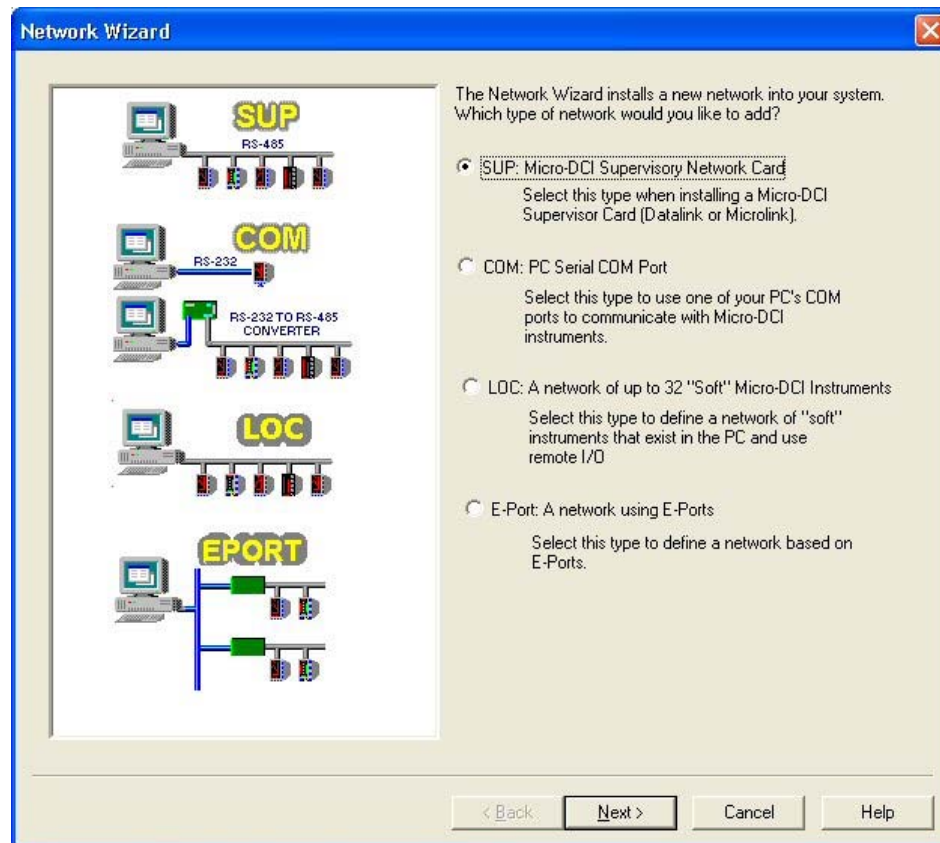 Network Wizard
SUP
RS-485
COM
RS-232
RS-232 TO RS-485
CONVERTER
LOC
EPORT
The Network Wizard installs a new network into your system.
Which type of network would you like to add?
SUP: Micro-DCI Supervisory Network Card
Select this type when installing a Micro-DCI
Supervisor Card (Datalink or Microlink).
COM: PC Serial COM Port
Select this type to use one of your PC's COM
ports to communicate with Micro-DCI
instruments.
LOC: A network of up to 32 "Soft" Micro-DCI Instruments
Select this type to define a network of "soft"
instruments that exist in the PC and use
remote I/O
E-Port: A network using E-Ports
Select this type to define a network based on
E-Ports.
< Back
Next >
Cancel
Help